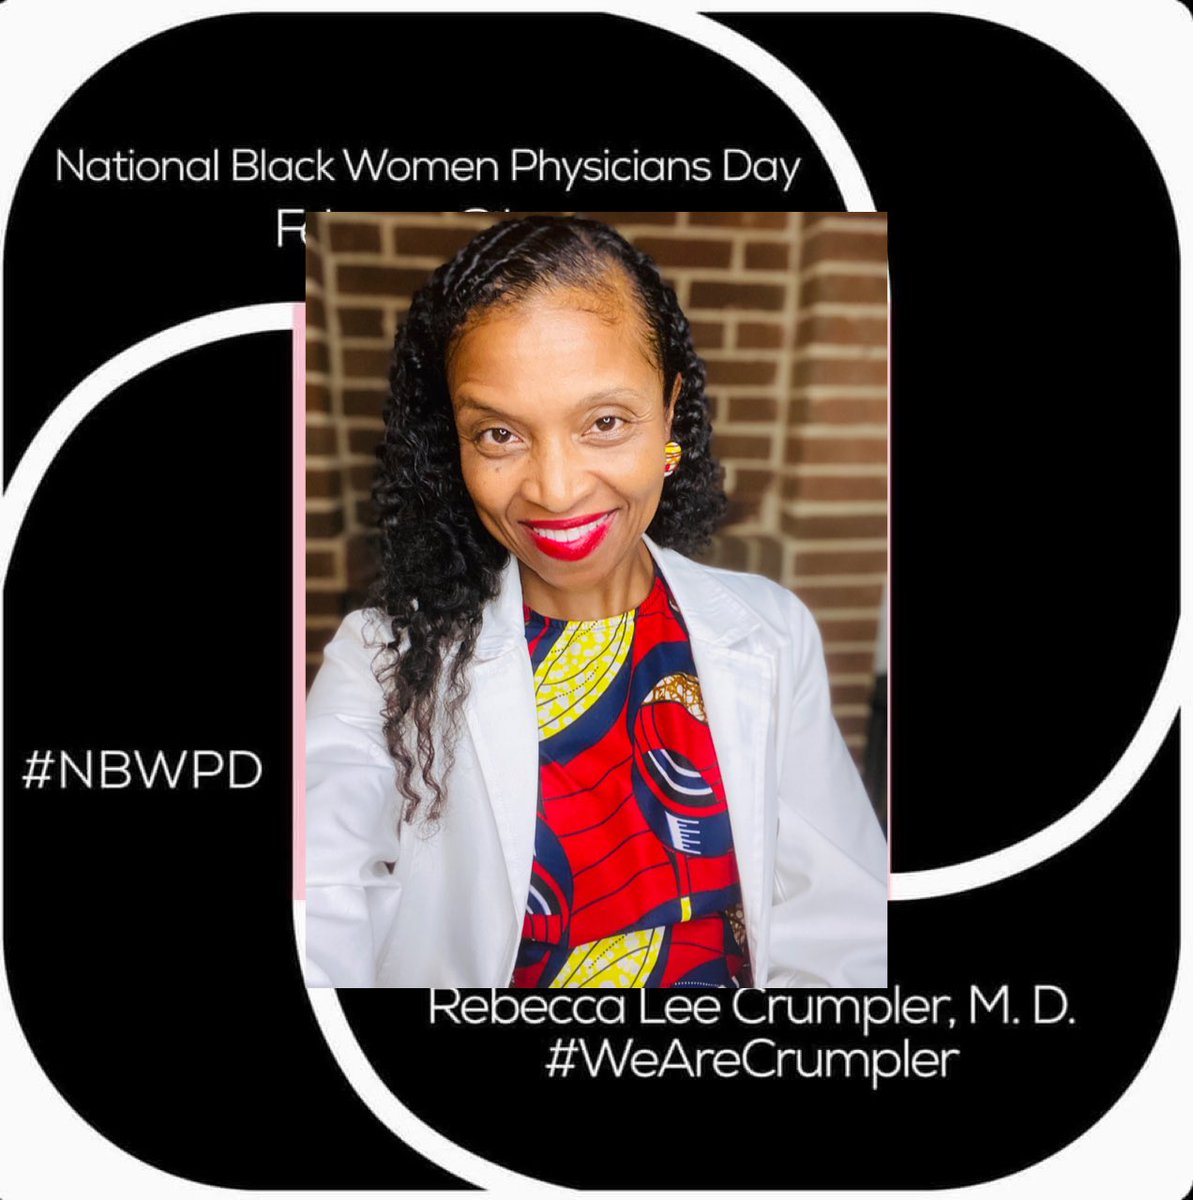 National Black Women Physicians Day
#NBWPD
Rebecca Lee Crumpler, M. D.
#WeAreCrumpler